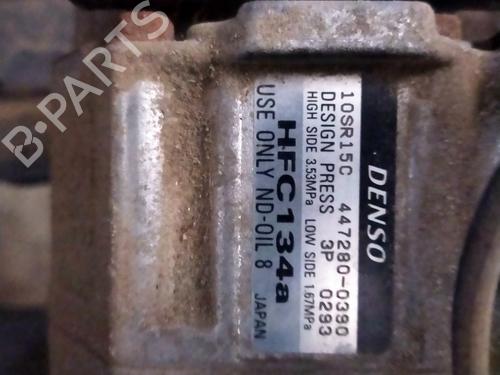 DENSO
10SR15C 447280-0390
DESIGN PRESS 3P 0293
HIGH SIDE 3.53MPa LOW SIDE 1.67MPa
HFC134a
USE ONLY ND-OIL 8 JAPAN
B-PARTS